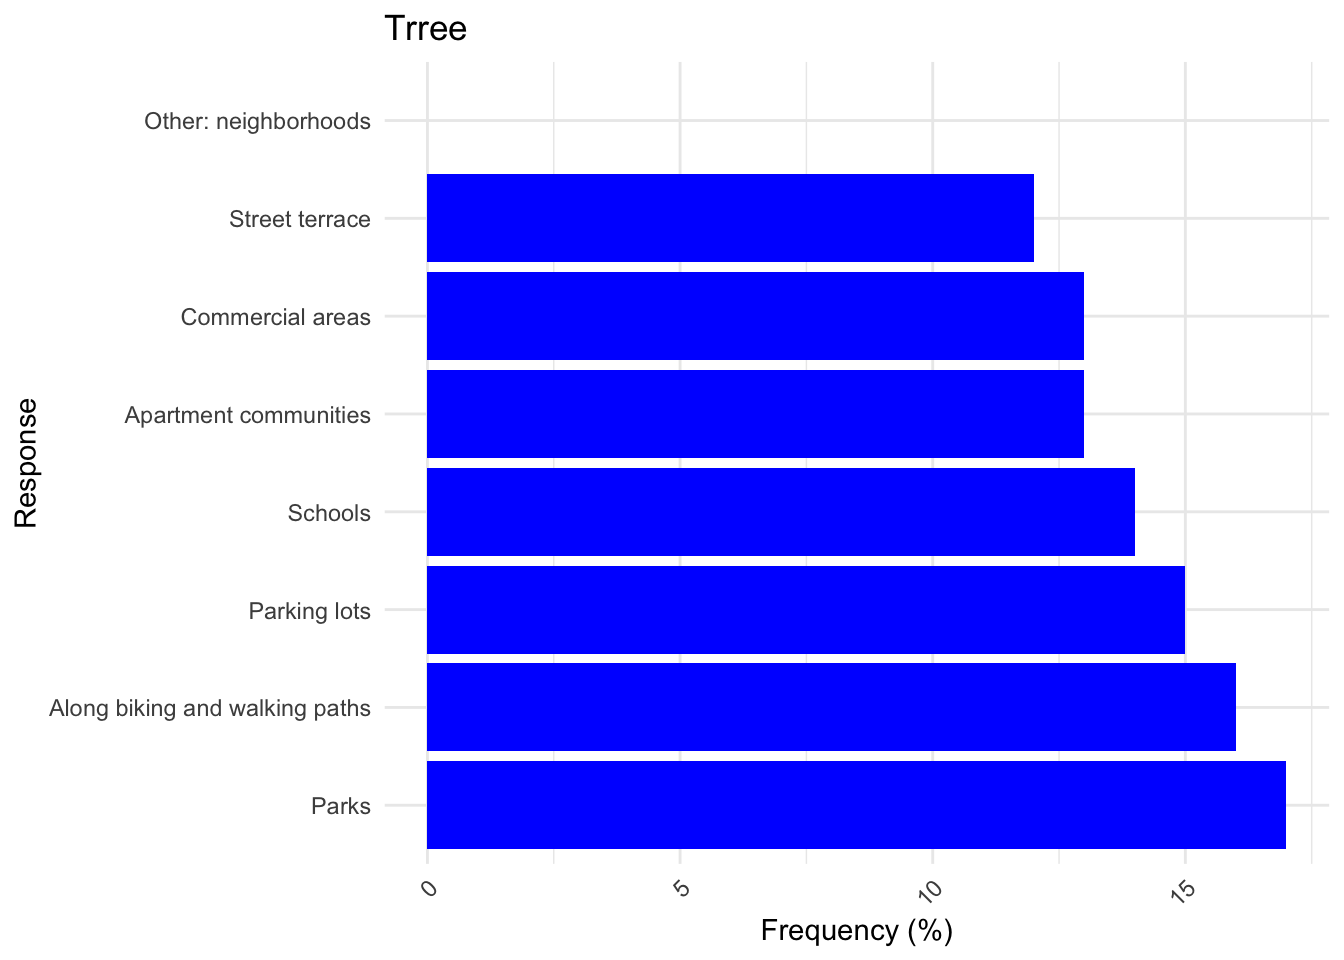 Trree
Other: neighborhoods
Street terrace
Commercial areas
Apartment communities
Schools
Parking lots
Along biking and walking paths
Parks
Response
0
5
10
15
Frequency (%)